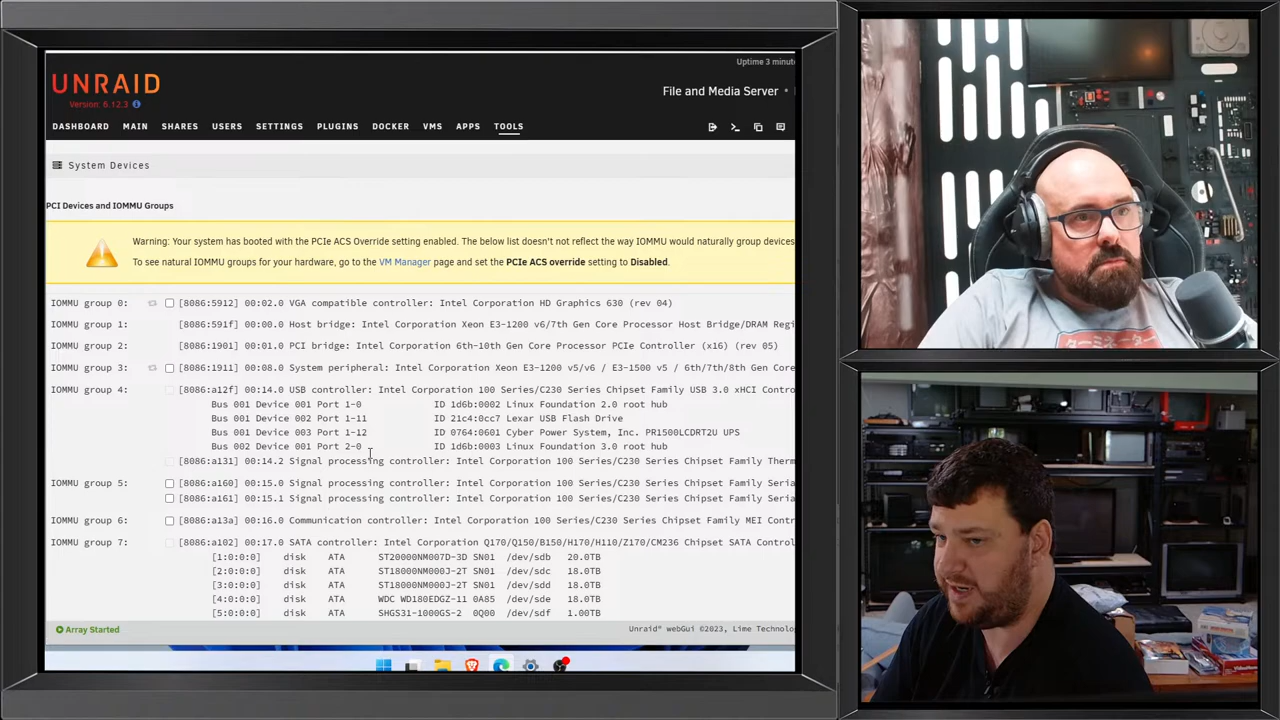 Uptime 3 minut
UNRAID
Version: 6.12.3
File and Media Server
DASHBOARD MAIN SHARES USERS SETTINGS PLUGINS DOCKER VMS APPS TOOLS
System Devices
PCI Devices and IOMMU Groups
Warning: Your system has booted with the PCIe ACS Override setting enabled. The below list doesn't not reflect the way IOMMU would naturally group devices
To see natural IOMMU groups for your hardware, go to the VM Manager page and set the PCIe ACS override setting to Disabled.
IOMMU group 0: [8086:5912] 00:02.0 VGA compatible controller: Intel Corporation HD Graphics 630 (rev 04)
IOMMU group 1: [8086:591f] 00:00.0 Host bridge: Intel Corporation Xeon E3-1200 v6/7th Gen Core Processor Host Bridge/DRAM Regi
IOMMU group 2: [8086:1901] 00:01.0 PCI bridge: Intel Corporation 6th-10th Gen Core Processor PCIe Controller (x16) (rev 05)
IOMMU group 3: [8086:1911] 00:08.0 System peripheral: Intel Corporation Xeon E3-1200 v5/v6 / E3-1500 v5 / 6th/7th/8th Gen Core
IOMMU group 4: [8086:a12f] 00:14.0 USB controller: Intel Corporation 100 Series/C230 Series Chipset Family USB 3.0 xHCI Contro
Bus 001 Device 001 Port 1-0 ID 1d6b:0002 Linux Foundation 2.0 root hub
Bus 001 Device 002 Port 1-11 ID 21c4:0cc7 Lexar USB Flash Drive
Bus 001 Device 003 Port 1-12 ID 0764:0601 Cyber Power System, Inc. PR1500LCDRT2U UPS
Bus 002 Device 001 Port 2-0 ID 1d6b:0003 Linux Foundation 3.0 root hub
[8086:a131] 00:14.2 Signal processing controller: Intel Corporation 100 Series/C230 Series Chipset Family Therm
IOMMU group 5: [8086:a160] 00:15.0 Signal processing controller: Intel Corporation 100 Series/C230 Series Chipset Family Seria
[8086:a161] 00:15.1 Signal processing controller: Intel Corporation 100 Series/C230 Series Chipset Family Seria
IOMMU group 6: [8086:a13a] 00:16.0 Communication controller: Intel Corporation 100 Series/C230 Series Chipset Family MEI Contr
IOMMU group 7: [8086:a102] 00:17.0 SATA controller: Intel Corporation Q170/Q150/B150/H170/H110/Z170/CM236 Chipset SATA Control
[1:0:0:0] disk ATA ST20000NM007D-3D SN01 /dev/sdb 20.0TB
[2:0:0:0] disk ATA ST18000NM000J-2T SN01 /dev/sdc 18.0TB
[3:0:0:0] disk ATA ST18000NM000J-2T SN01 /dev/sdd 18.0TB
[4:0:0:0] disk ATA WDC WD180EDGZ-11 0A85 /dev/sde 18.0TB
[5:0:0:0] disk ATA SHGS31-1000GS-2 0Q00 /dev/sdf 1.00TB
Array Started
Unraid® webGui ©2023, Lime Technolo